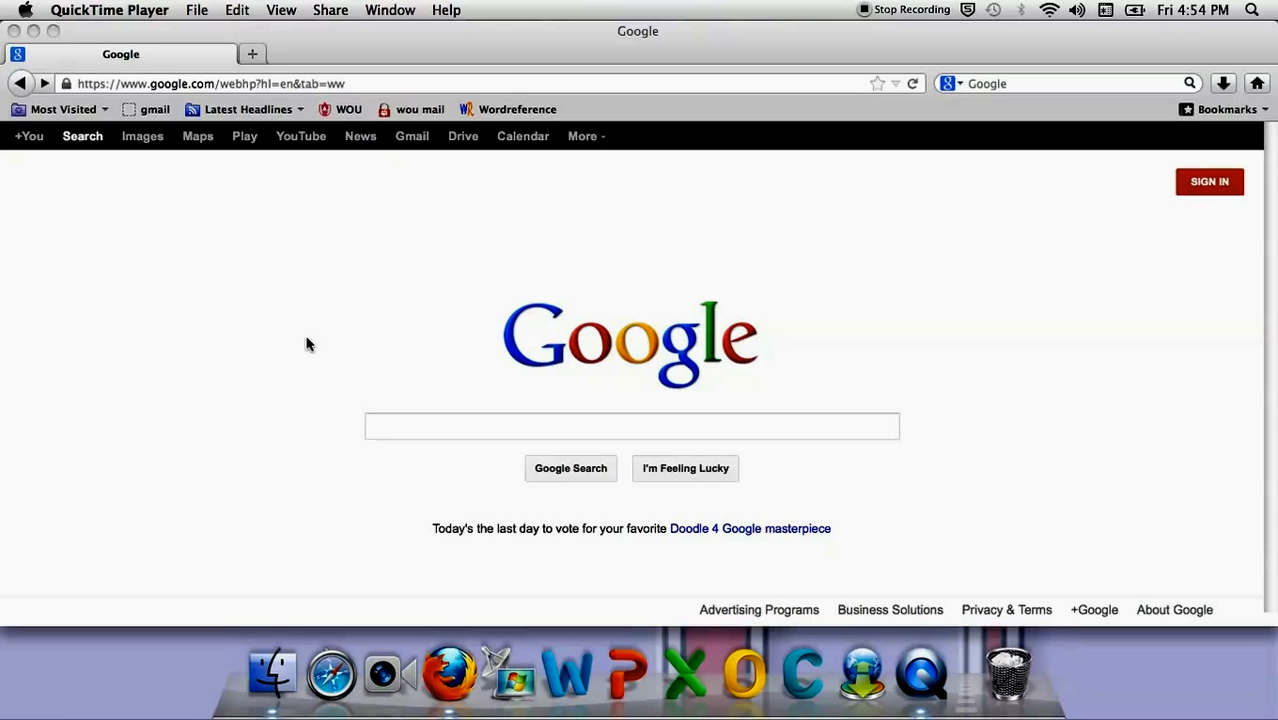 QuickTime Player File Edit View Share Window Help Stop Recording Fri 4:54 PM
Google
Google
https://www.google.com/webhp?hl=en&tab=ww Google
Most Visited gmail Latest Headlines WOU wou mail Wordreference Bookmarks
+You Search Images Maps Play YouTube News Gmail Drive Calendar More
SIGN IN
Google
Google Search I'm Feeling Lucky
Today's the last day to vote for your favorite Doodle 4 Google masterpiece
Advertising Programs Business Solutions Privacy & Terms +Google About Google